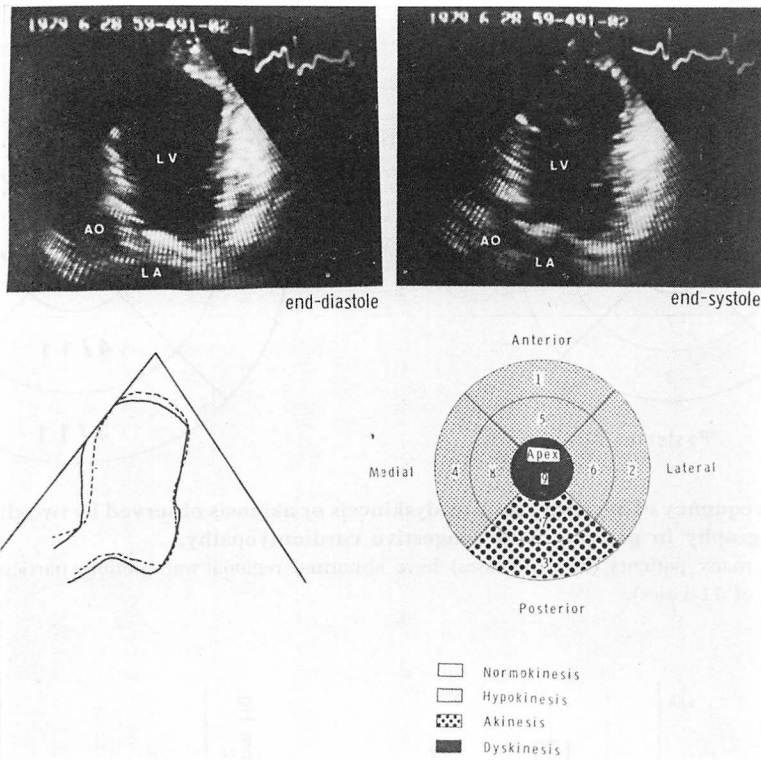 1979 6 28 59-491-02
LV
AO
LA
end-diastole
1979 6 28 59-491-02
LV
AO
LA
end-systole
Anterior
1
5
Medial
4
8
Apex
9
6
2
Lateral
7
3
Posterior
Normokinesis
Hypokinesis
Akinesis
Dyskinesis